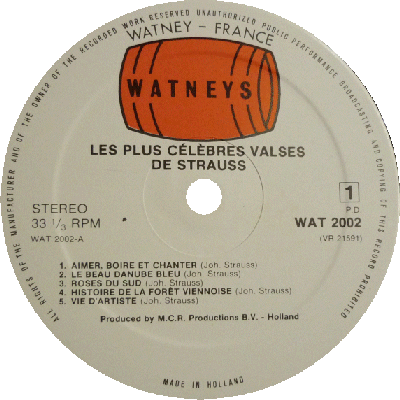 ALL RIGHTS OF THE MANUFACTURER AND OF THE OWNER OF THE RECORDED WORK RESERVED UNAUTHORIZED PUBLIC PERFORMANCE BROADCASTING AND COPYING OF THIS RECORD PROHIBITED
WATNEY - FRANCE
WATNEYS
LES PLUS CÉLÈBRES VALSES
DE STRAUSS
STEREO
33 1/3 RPM
WAT 2002-A
1
PD
WAT 2002
(VR 21591)
1. AIMER, BOIRE ET CHANTER (Joh. Strauss)
2. LE BEAU DANUBE BLEU (Joh. Strauss)
3. ROSES DU SUD (Joh. Strauss)
4. HISTOIRE DE LA FORÊT VIENNOISE (Joh. Strauss)
5. VIE D'ARTISTE (Joh. Strauss)
Produced by M.C.R. Productions B.V. - Holland
MADE IN HOLLAND